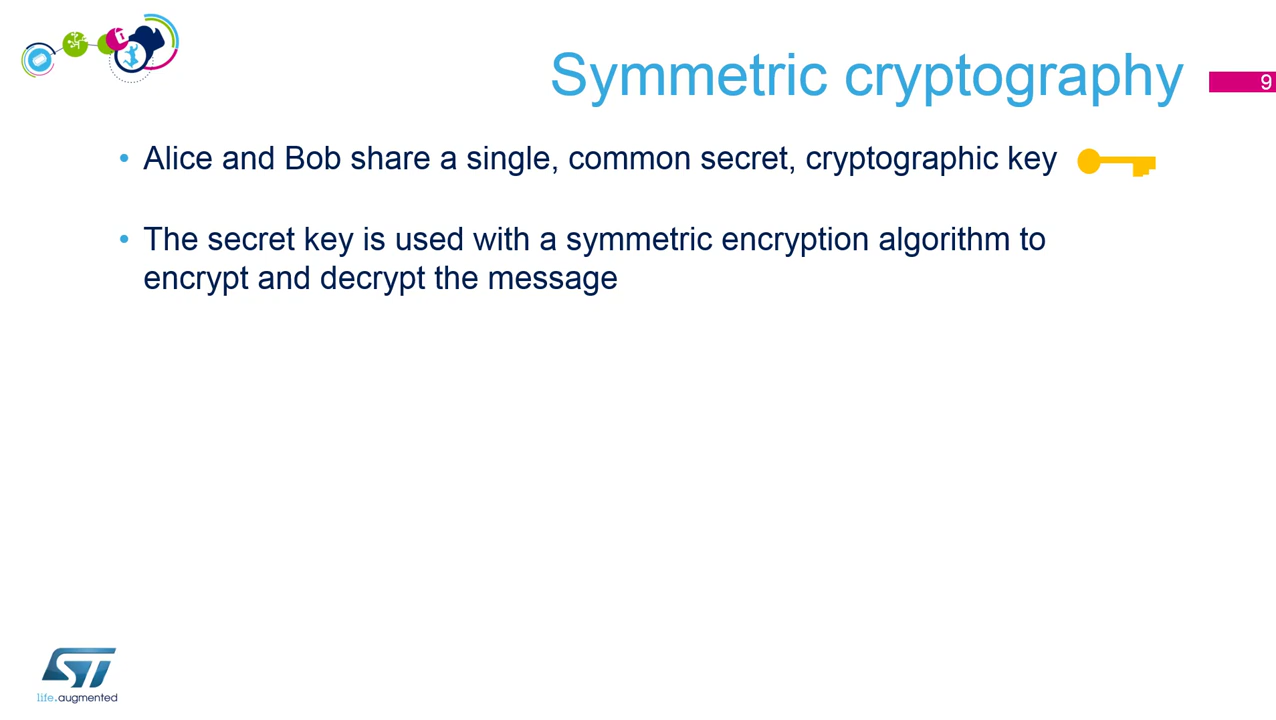 Symmetric cryptography
9
• Alice and Bob share a single, common secret, cryptographic key
• The secret key is used with a symmetric encryption algorithm to
encrypt and decrypt the message
ST
life.augmented